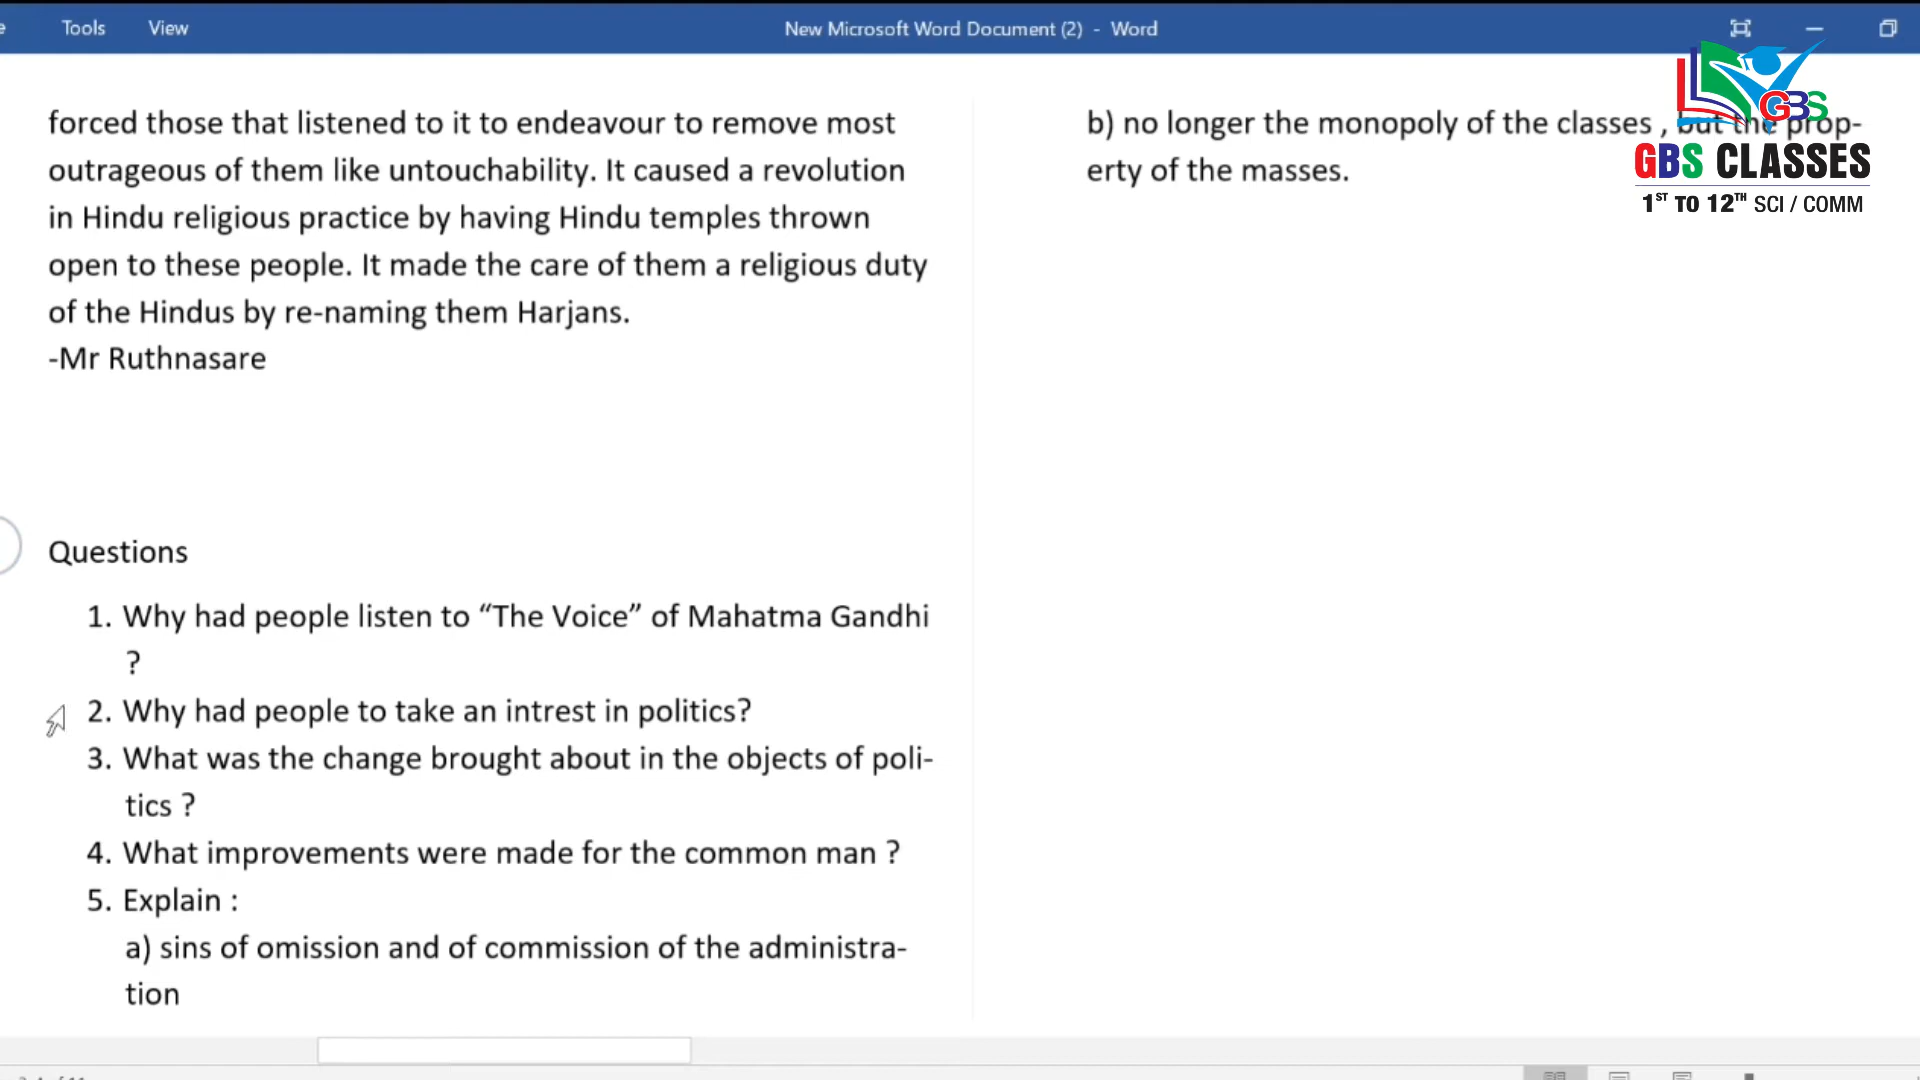 Tools View New Microsoft Word Document (2) - Word
forced those that listened to it to endeavour to remove most
outrageous of them like untouchability. It caused a revolution
in Hindu religious practice by having Hindu temples thrown
open to these people. It made the care of them a religious duty
of the Hindus by re-naming them Harjans.
-Mr Ruthnasare
Questions
1. Why had people listen to “The Voice” of Mahatma Gandhi
?
2. Why had people to take an intrest in politics?
3. What was the change brought about in the objects of poli-
tics ?
4. What improvements were made for the common man ?
5. Explain :
a) sins of omission and of commission of the administra-
tion
b) no longer the monopoly of the classes , but the prop-
erty of the masses.
GBS
GBS CLASSES
1ST TO 12TH SCI / COMM